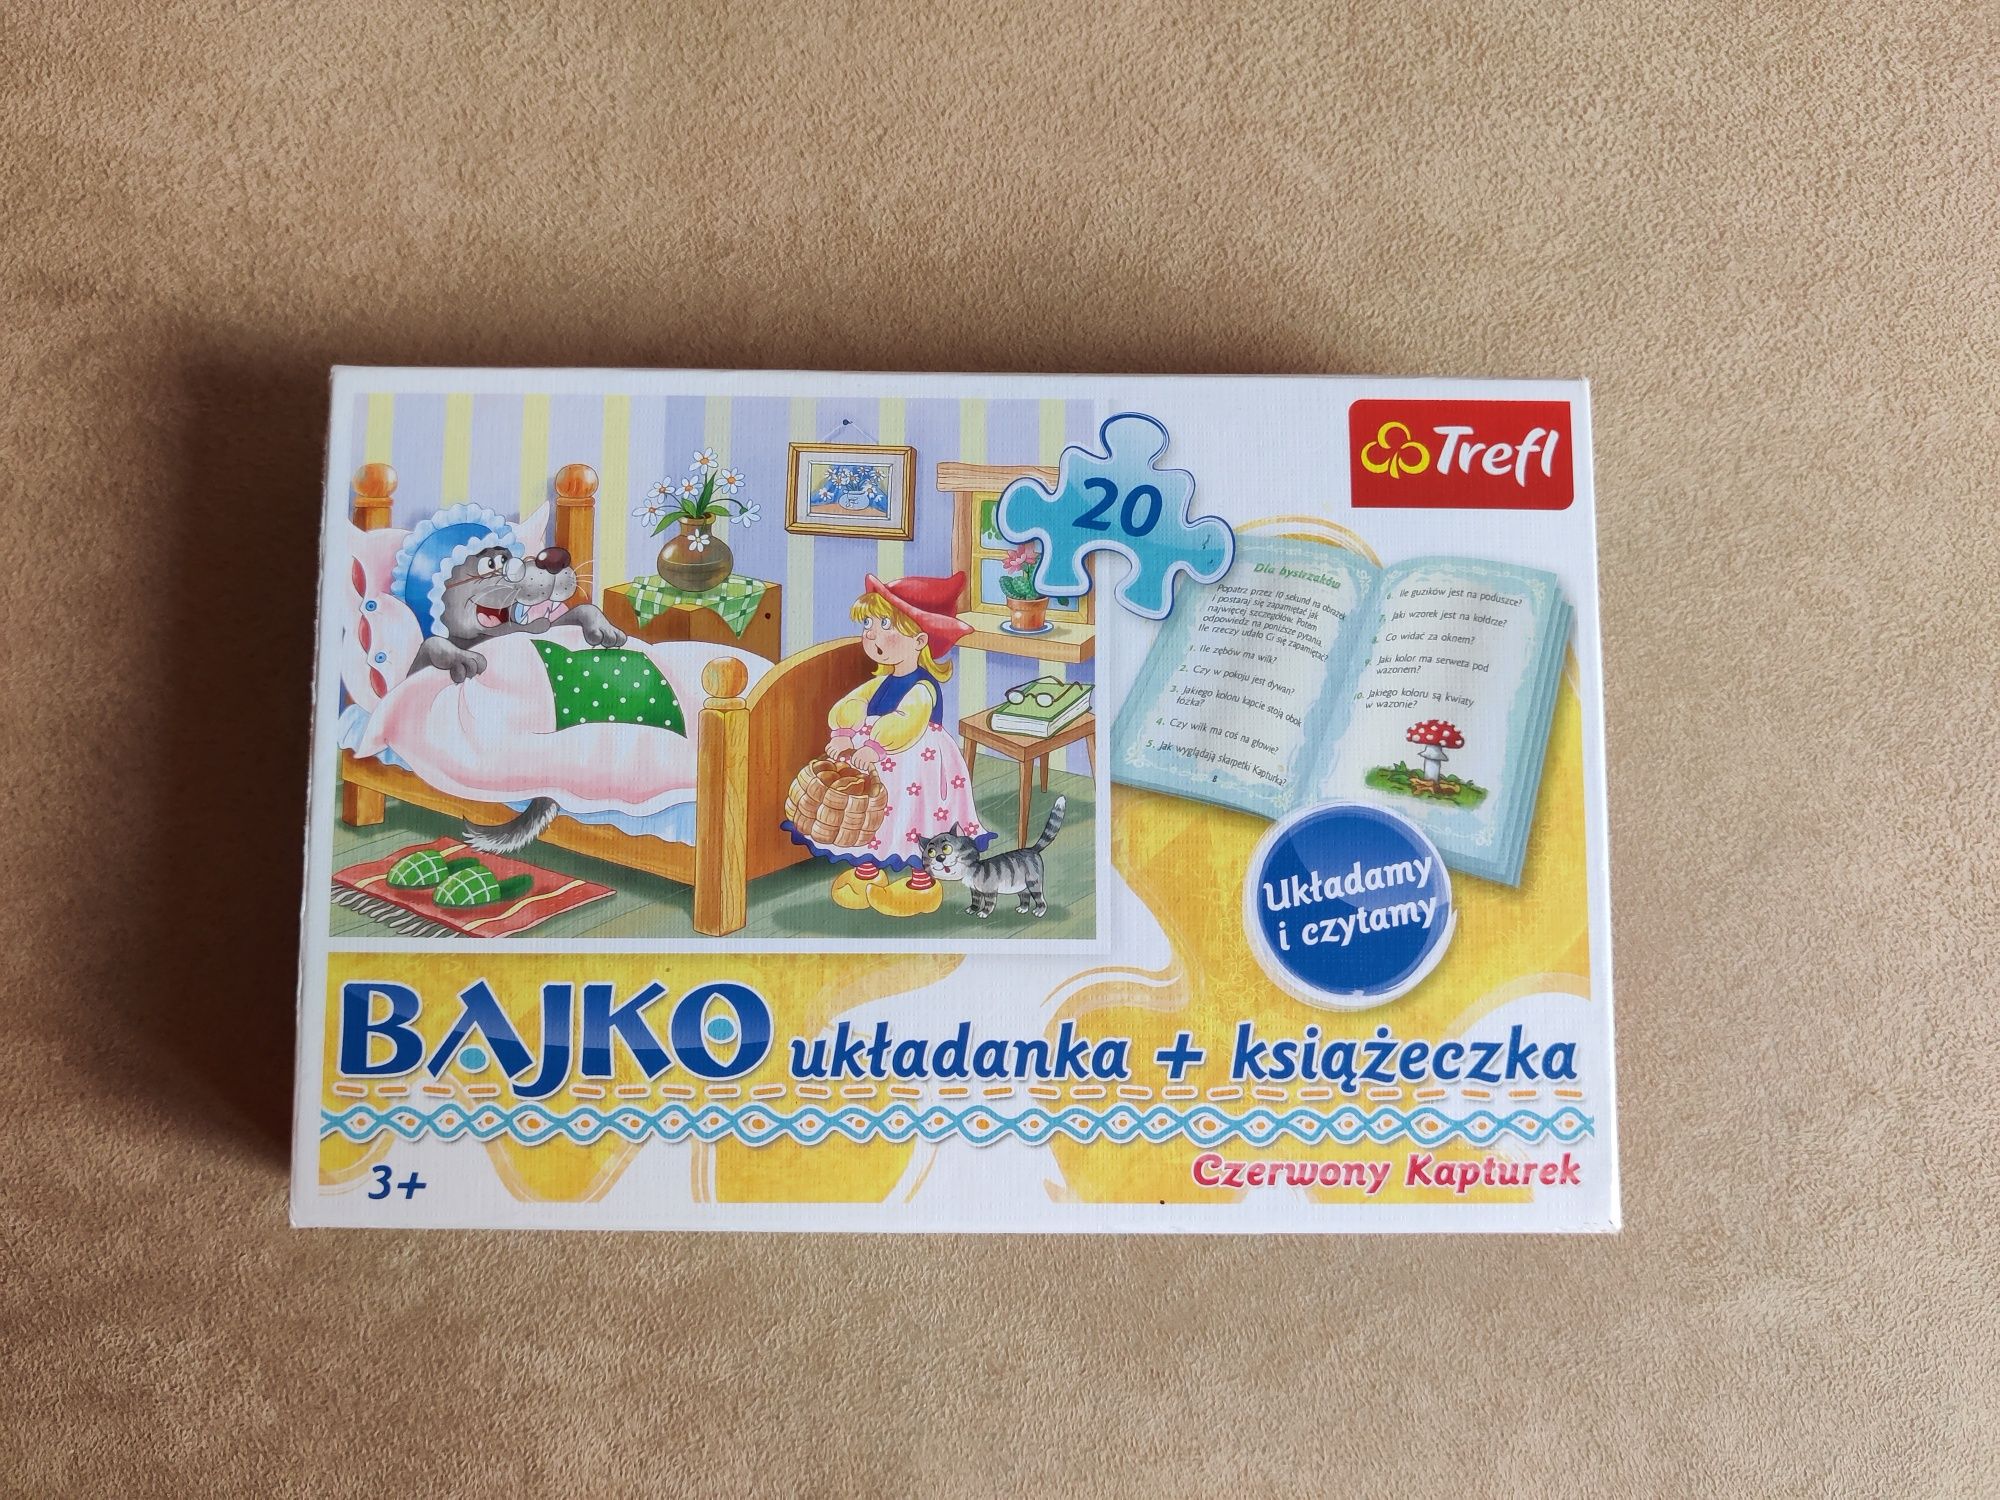 Trefl
20
Dla bystrzaków
Popatrz przez 10 sekund na obrazek
i postaraj się zapamiętać jak
najwięcej szczegółów. Potem
odpowiedz na poniższe pytania.
Ile rzeczy udało Ci się zapamiętać?
1. Ile zębów ma wilk?
2. Czy w pokoju jest dywan?
3. Jakiego koloru kapcie stoją obok
łóżka?
4. Czy wilk ma coś na głowie?
5. Jak wyglądają skarpetki Kapturka?
8
6. Ile guzików jest na poduszce?
7. Jaki wzorek jest na kołdrze?
8. Co widać za oknem?
9. Jaki kolor ma serweta pod
wazonem?
10. Jakiego koloru są kwiaty
w wazonie?
Układamy
i czytamy
BAJKO układanka + książeczka
3+
Czerwony Kapturek